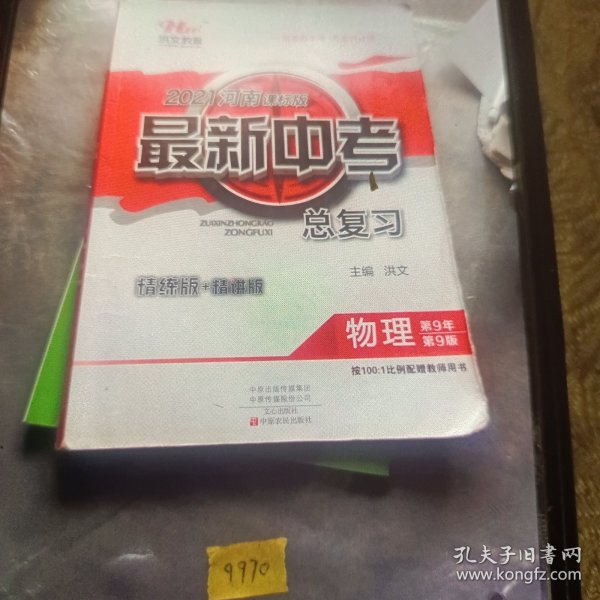 洪文教育
2021河南课标版
最新中考
ZUIXINZHONGKAO
ZONGFUXI
总复习
主编 洪文
精练版+精讲版
物理 第9年
第9版
按100:1比例配赠教师用书
中原出版传媒集团
中原传媒股份公司
文心出版社
中原农民出版社
9970
孔夫子旧书网
www.kongfz.com